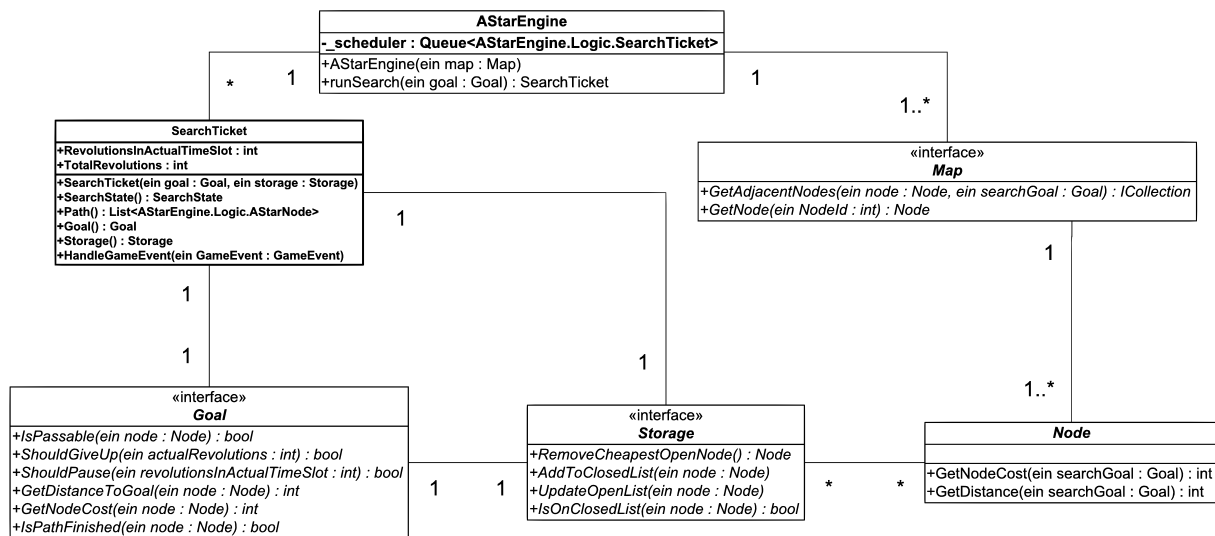 AStarEngine
-_scheduler : Queue<AStarEngine.Logic.SearchTicket>
+AStarEngine(ein map : Map)
+runSearch(ein goal : Goal) : SearchTicket
*
1
1
1..*
SearchTicket
+RevolutionsInActualTimeSlot : int
+TotalRevolutions : int
+SearchTicket(ein goal : Goal, ein storage : Storage)
+SearchState() : SearchState
+Path() : List<AStarEngine.Logic.AStarNode>
+Goal() : Goal
+Storage() : Storage
+HandleGameEvent(ein GameEvent : GameEvent)
«interface»
Map
+GetAdjacentNodes(ein node : Node, ein searchGoal : Goal) : ICollection
+GetNode(ein NodeId : int) : Node
1
1
1
1
1
1..*
«interface»
Goal
+IsPassable(ein node : Node) : bool
+ShouldGiveUp(ein actualRevolutions : int) : bool
+ShouldPause(ein revolutionsInActualTimeSlot : int) : bool
+GetDistanceToGoal(ein node : Node) : int
+GetNodeCost(ein node : Node) : int
+IsPathFinished(ein node : Node) : bool
1
1
«interface»
Storage
+RemoveCheapestOpenNode() : Node
+AddToClosedList(ein node : Node)
+UpdateOpenList(ein node : Node)
+IsOnClosedList(ein node : Node) : bool
*
*
Node
+GetNodeCost(ein searchGoal : Goal) : int
+GetDistance(ein searchGoal : Goal) : int